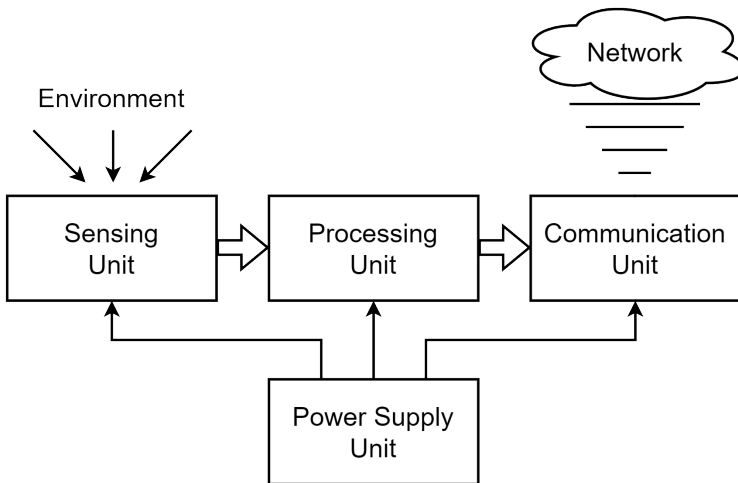 Network
Environment
Sensing
Unit
Processing
Unit
Communication
Unit
Power Supply
Unit